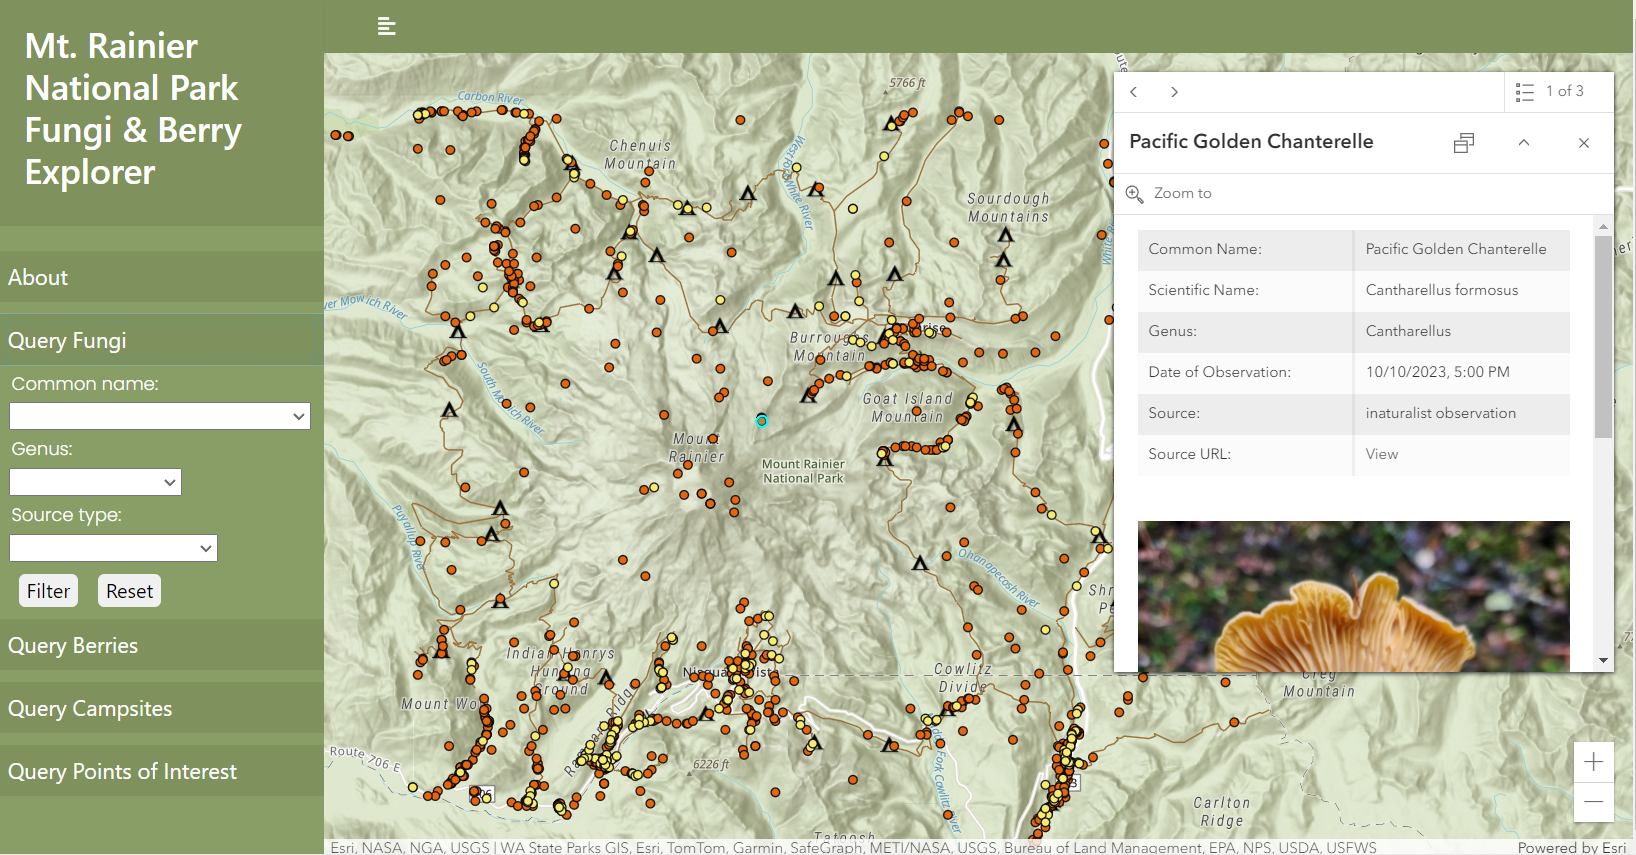 Mt. Rainier
National Park
Fungi & Berry
Explorer
About
Query Fungi
Common name:
Genus:
Source type:
Filter
Reset
Query Berries
Query Campsites
Query Points of Interest
5766 ft
Carbon River
Chenuis
Mountain
West Fork White River
Sourdough
Mountains
Mowich River
South Mowich River
Burroughs
Mountain
Goat Island
Mountain
Mount
Rainier
Mount Rainier
National Park
Puyallup River
Ohanapecosh River
Indian Henrys
Hunting
Ground
Cowlitz
Divide
Mount Wo
Route 706 E
6226 ft
Fork Cowlitz River
Mountain
Carlton
Ridge
Tatoosh
1 of 3
Pacific Golden Chanterelle
Zoom to
Common Name: Pacific Golden Chanterelle
Scientific Name: Cantharellus formosus
Genus: Cantharellus
Date of Observation: 10/10/2023, 5:00 PM
Source: inaturalist observation
Source URL: View
Esri, NASA, NGA, USGS | WA State Parks GIS, Esri, TomTom, Garmin, SafeGraph, METI/NASA, USGS, Bureau of Land Management, EPA, NPS, USDA, USFWS
Powered by Esri